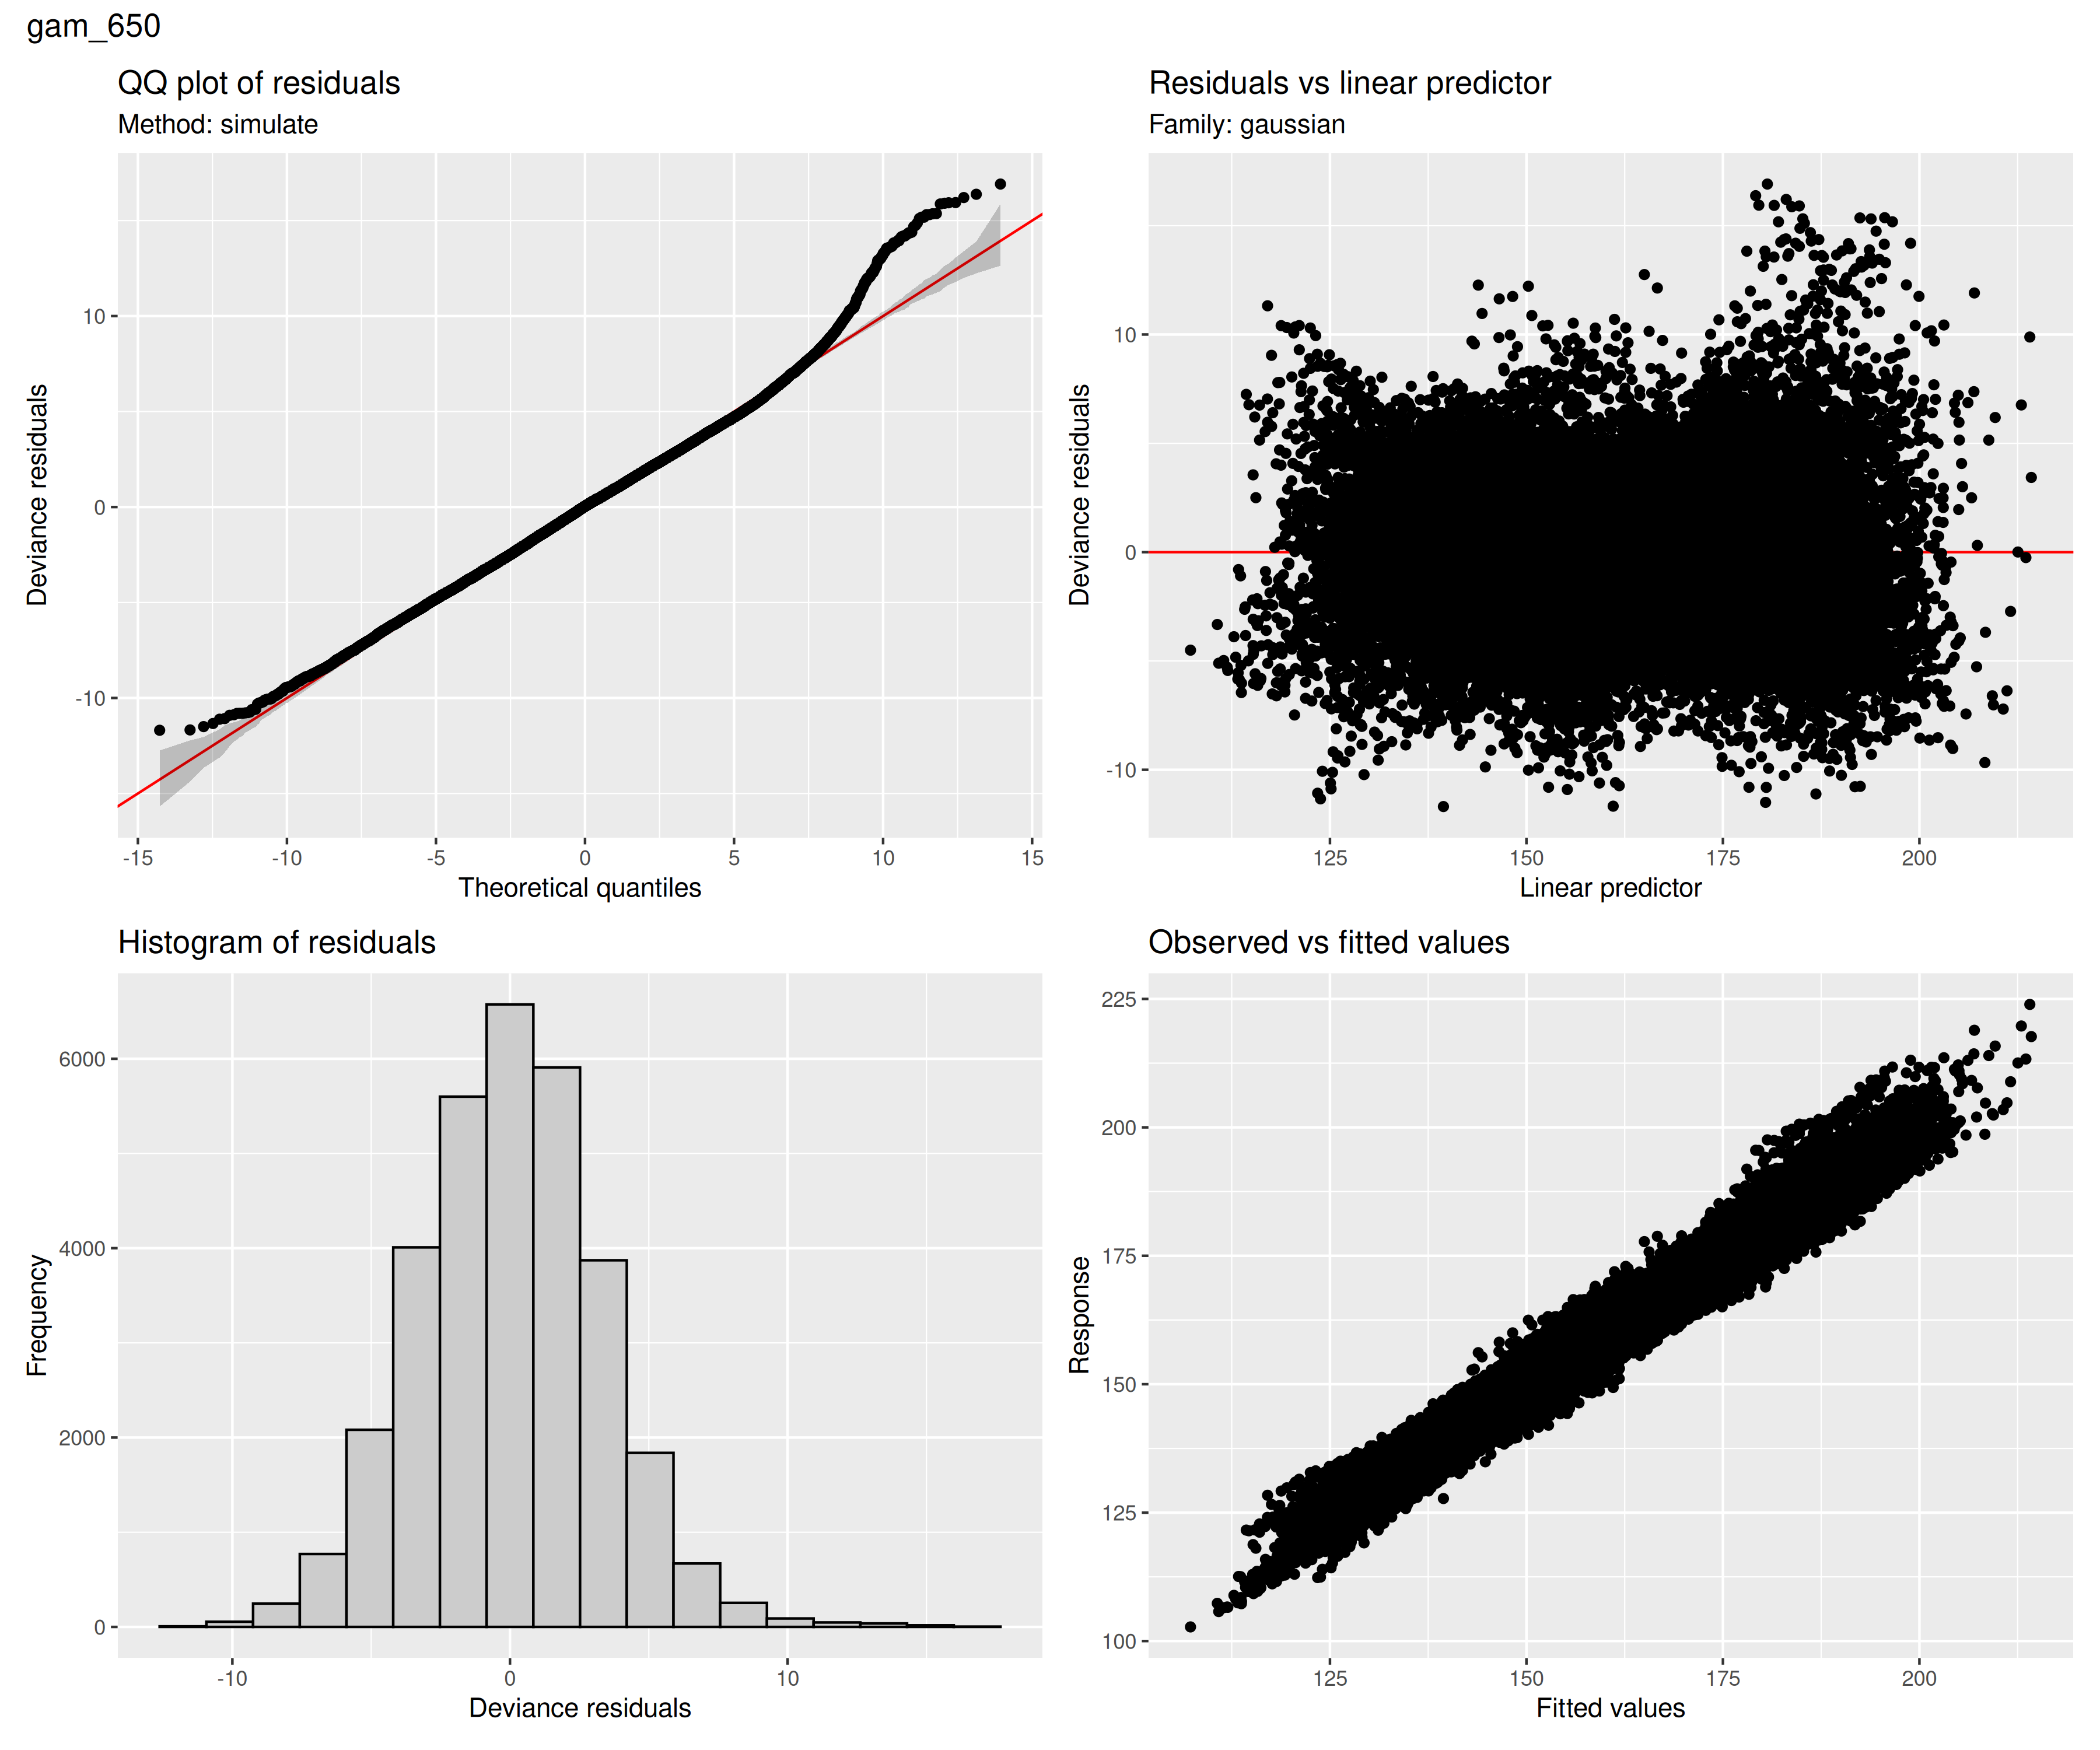 gam_650
QQ plot of residuals
Method: simulate
10
0
-10
-15
-10
-5
0
5
10
15
Deviance residuals
Theoretical quantiles
Residuals vs linear predictor
Family: gaussian
10
0
-10
125
150
175
200
Deviance residuals
Linear predictor
Histogram of residuals
6000
4000
2000
0
-10
0
10
Frequency
Deviance residuals
Observed vs fitted values
225
200
175
150
125
100
125
150
175
200
Response
Fitted values